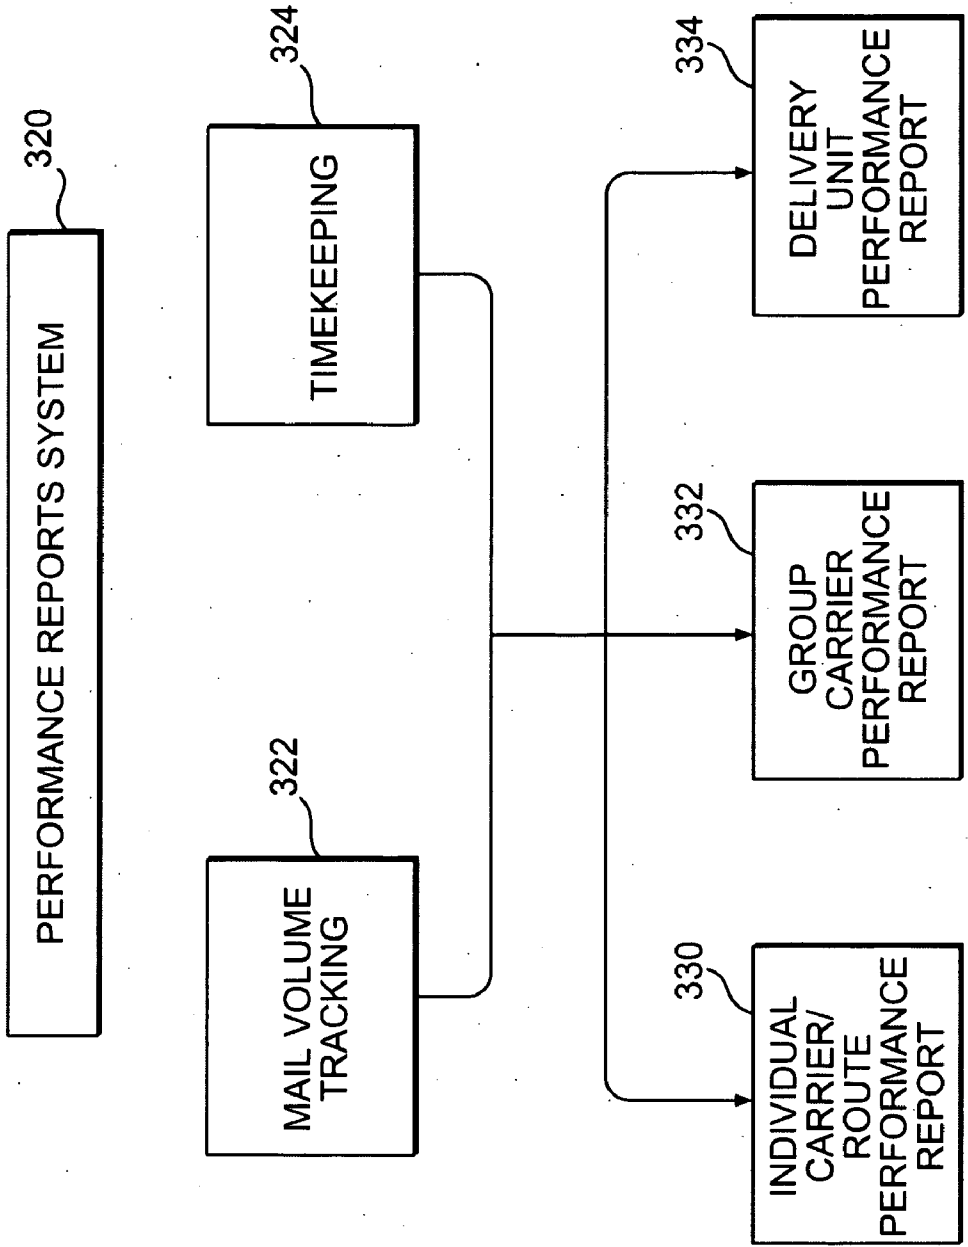 PERFORMANCE REPORTS SYSTEM
320
MAIL VOLUME
TRACKING
322
TIMEKEEPING
324
INDIVIDUAL
CARRIER/
ROUTE
PERFORMANCE
REPORT
330
GROUP
CARRIER
PERFORMANCE
REPORT
332
DELIVERY
UNIT
PERFORMANCE
REPORT
334